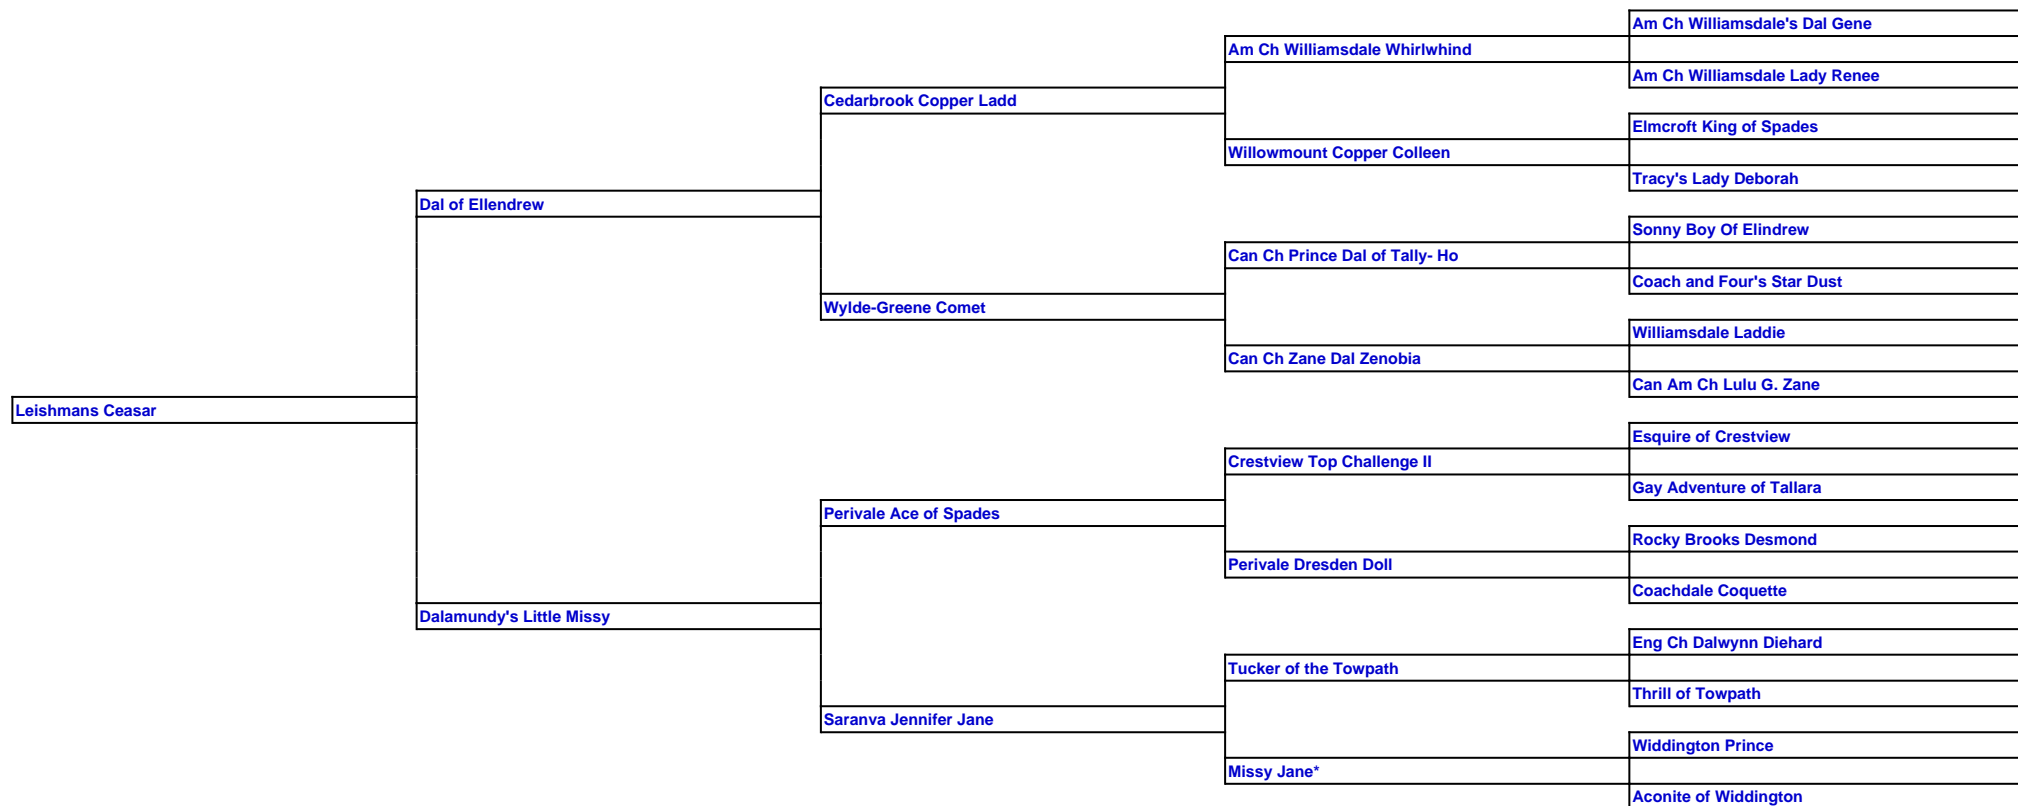 Am Ch Williamsdale's Dal Gene
Am Ch Williamsdale Whirlwhind
Am Ch Williamsdale Lady Renee
Cedarbrook Copper Ladd
Elmcroft King of Spades
Willowmount Copper Colleen
Tracy's Lady Deborah
Dal of Ellendrew
Sonny Boy Of Elindrew
Can Ch Prince Dal of Tally- Ho
Coach and Four's Star Dust
Wylde-Greene Comet
Williamsdale Laddie
Can Ch Zane Dal Zenobia
Can Am Ch Lulu G. Zane
Leishmans Ceasar
Esquire of Crestview
Crestview Top Challenge II
Gay Adventure of Tallara
Perivale Ace of Spades
Rocky Brooks Desmond
Perivale Dresden Doll
Coachdale Coquette
Dalamundy's Little Missy
Eng Ch Dalwynn Diehard
Tucker of the Towpath
Thrill of Towpath
Saranva Jennifer Jane
Widdington Prince
Missy Jane*
Aconite of Widdington